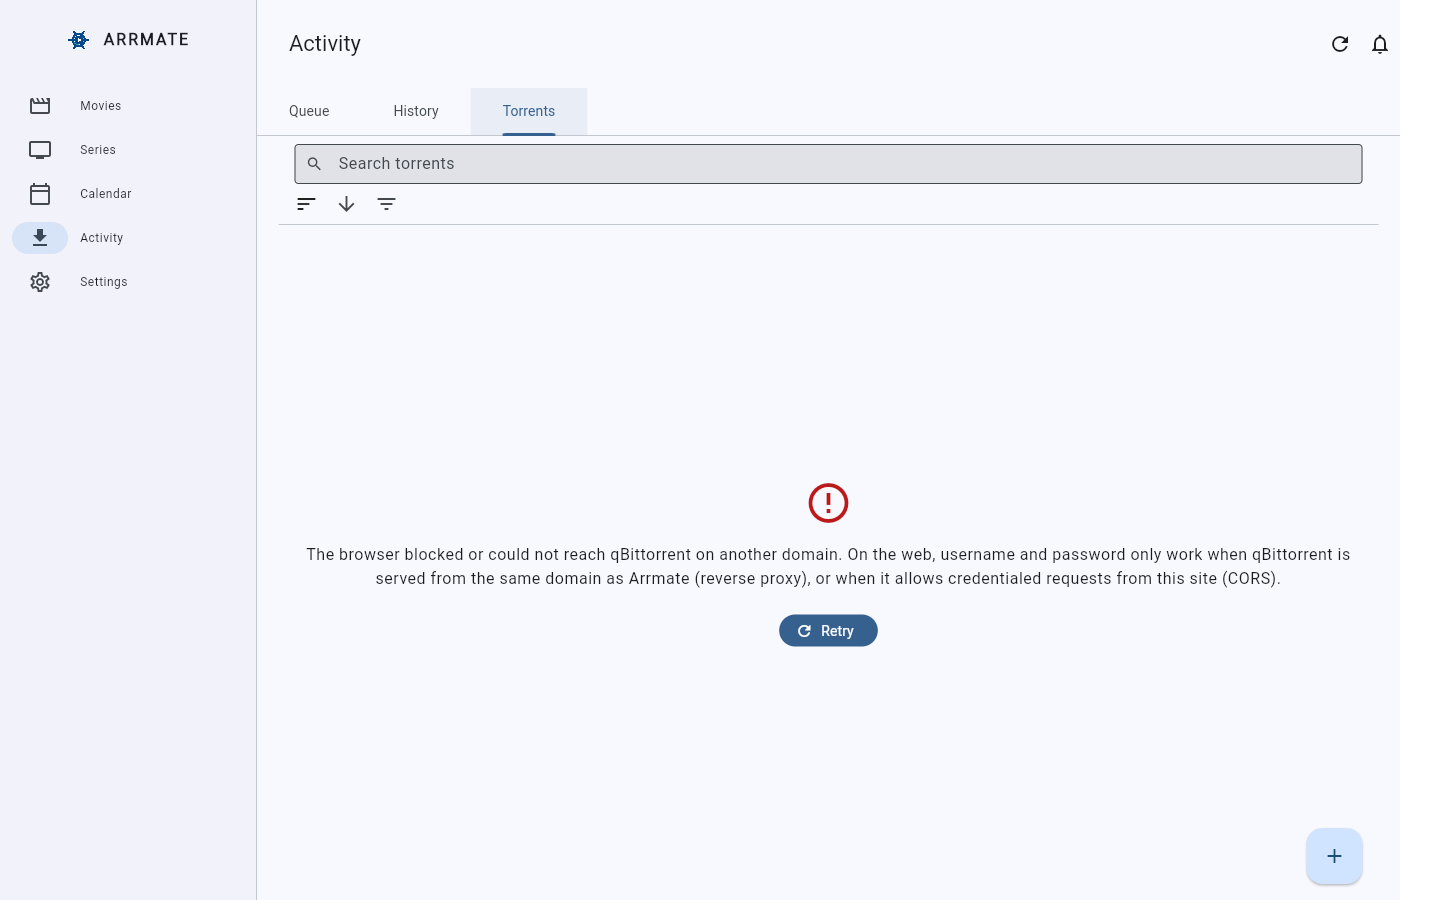 ARRMATE
Activity
Movies
Series
Calendar
Activity
Settings
Queue
History
Torrents
Search torrents
The browser blocked or could not reach qBittorrent on another domain. On the web, username and password only work when qBittorrent is
served from the same domain as Arrmate (reverse proxy), or when it allows credentialed requests from this site (CORS).
Retry